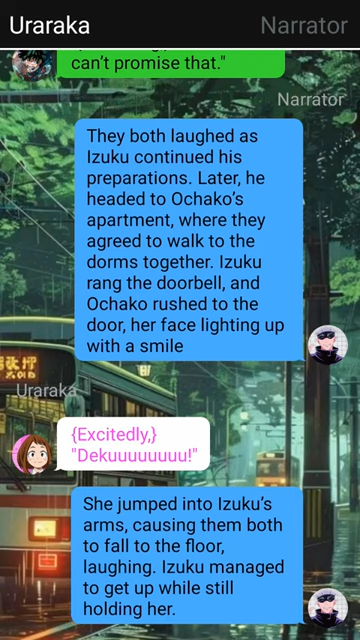 Uraraka
Narrator
can't promise that."
Narrator
They both laughed as
Izuku continued his
preparations. Later, he
headed to Ochako's
apartment, where they
agreed to walk to the
dorms together. Izuku
rang the doorbell, and
Ochako rushed to the
door, her face lighting up
with a smile
Uraraka
{Excitedly,}
"Dekuuuuuuuu!"
She jumped into Izuku's
arms, causing them both
to fall to the floor,
laughing. Izuku managed
to get up while still
holding her.